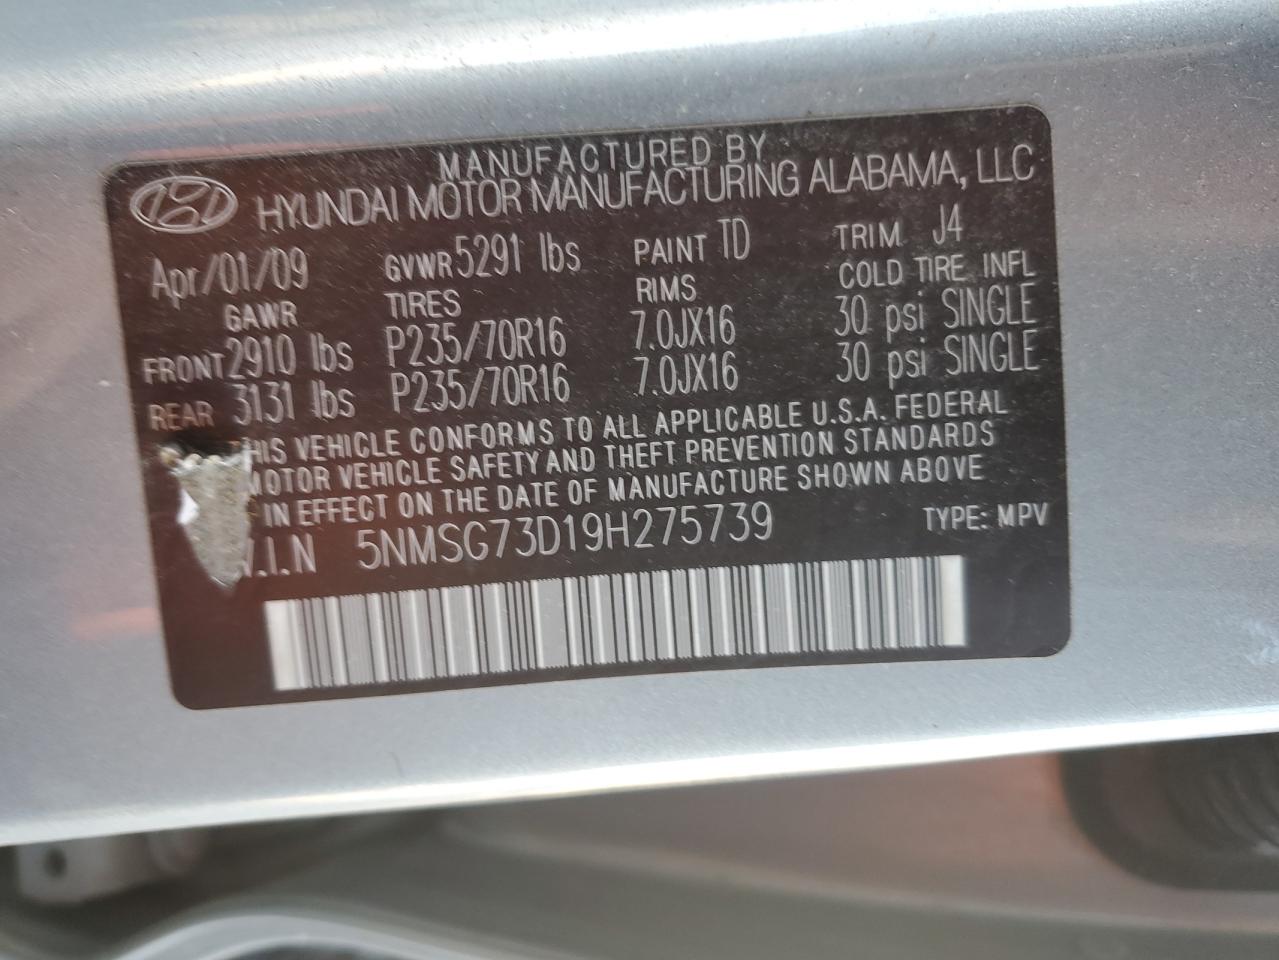 MANUFACTURED BY
HYUNDAI MOTOR MANUFACTURING ALABAMA, LLC
Apr/01/09 GVWR 5291 lbs PAINT TD TRIM J4
GAWR TIRES RIMS COLD TIRE INFL
FRONT 2910 lbs P235/70R16 7.0JX16 30 psi SINGLE
REAR 3131 lbs P235/70R16 7.0JX16 30 psi SINGLE
THIS VEHICLE CONFORMS TO ALL APPLICABLE U.S.A. FEDERAL
MOTOR VEHICLE SAFETY AND THEFT PREVENTION STANDARDS
IN EFFECT ON THE DATE OF MANUFACTURE SHOWN ABOVE
V.I.N 5NMSG73D19H275739 TYPE: MPV